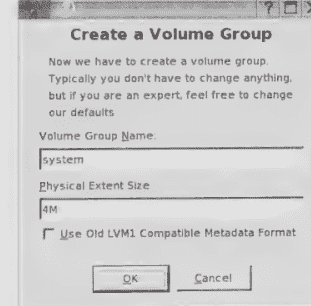 Create a Volume Group
Now we have to create a volume group.
Typically you don't have to change anything,
but if you are an expert, feel free to change
our defaults
Volume Group Name:
system
Physical Extent Size
4M
Use Old LVM1 Compatible Metadata Format
OK
Cancel